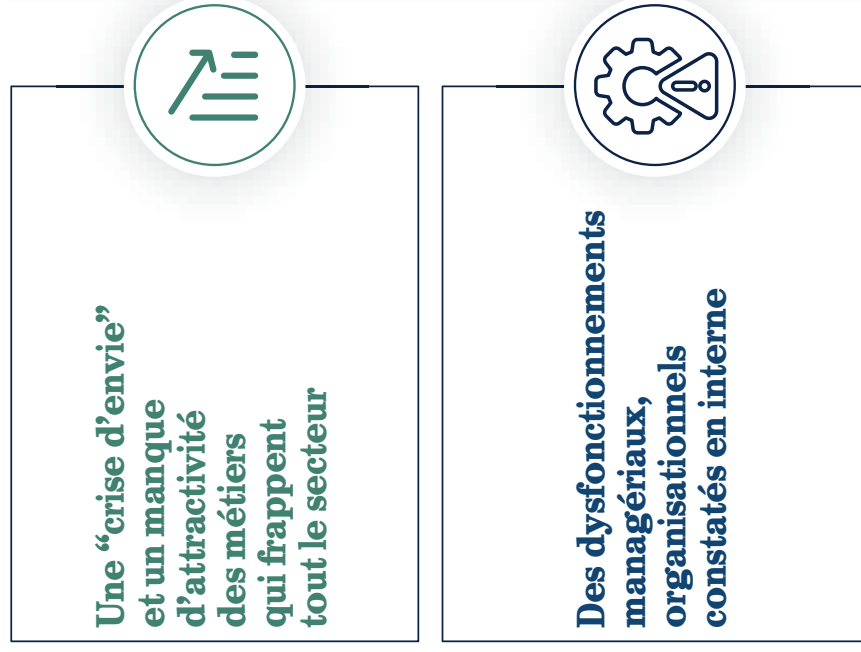 Une “crise d’envie”
et un manque
d’attractivité
des métiers
qui frappent
tout le secteur
Des dysfonctionnements
managériaux,
organisationnels
constatés en interne